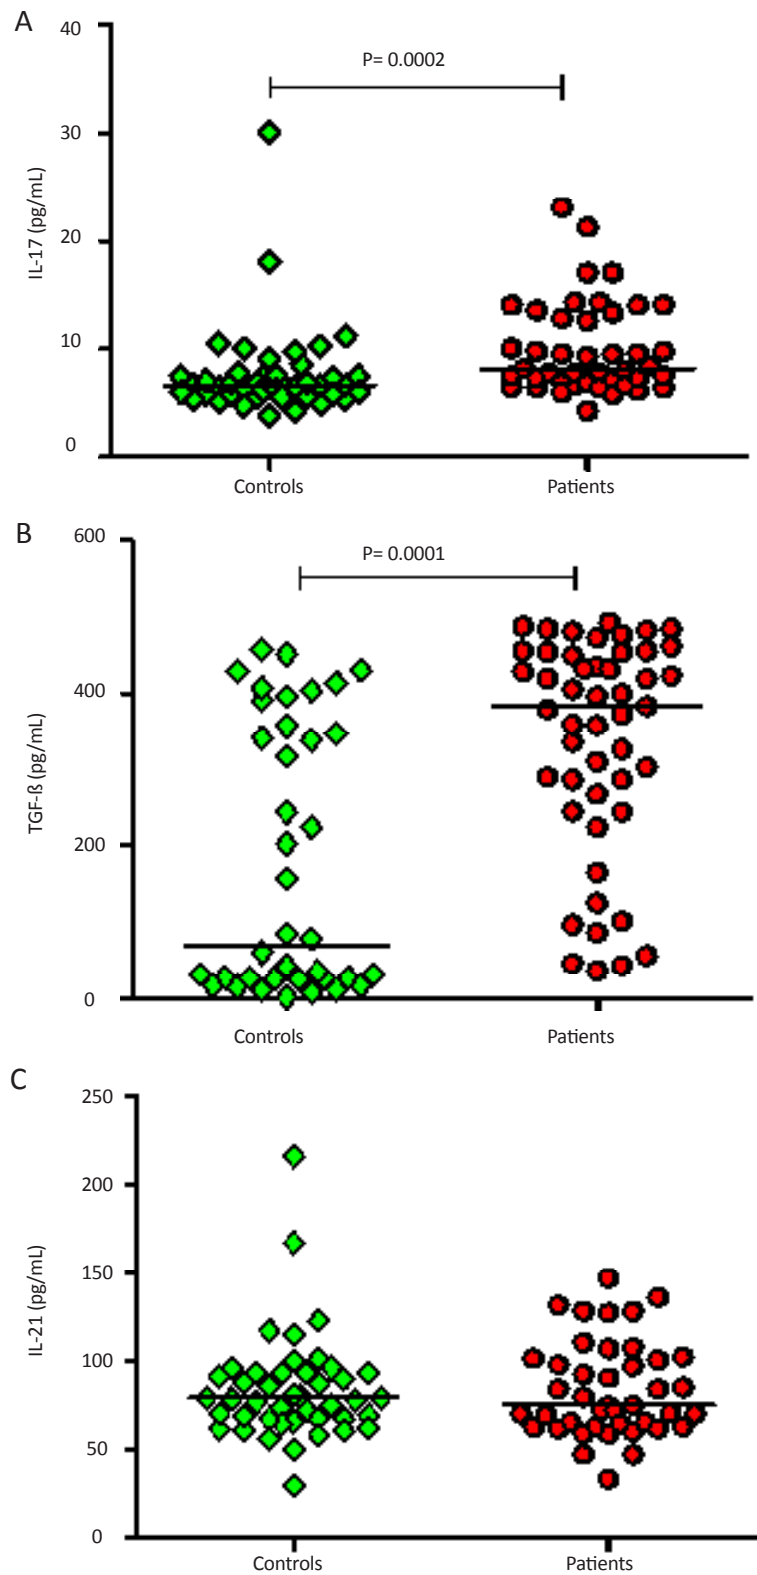 A
40
P= 0.0002
30
IL-17 (pg/mL)
20
10
0
Controls
Patients
B
600
P= 0.0001
400
TGF-ß (pg/mL)
200
0
Controls
Patients
C
250
200
150
IL-21 (pg/mL)
100
50
0
Controls
Patients